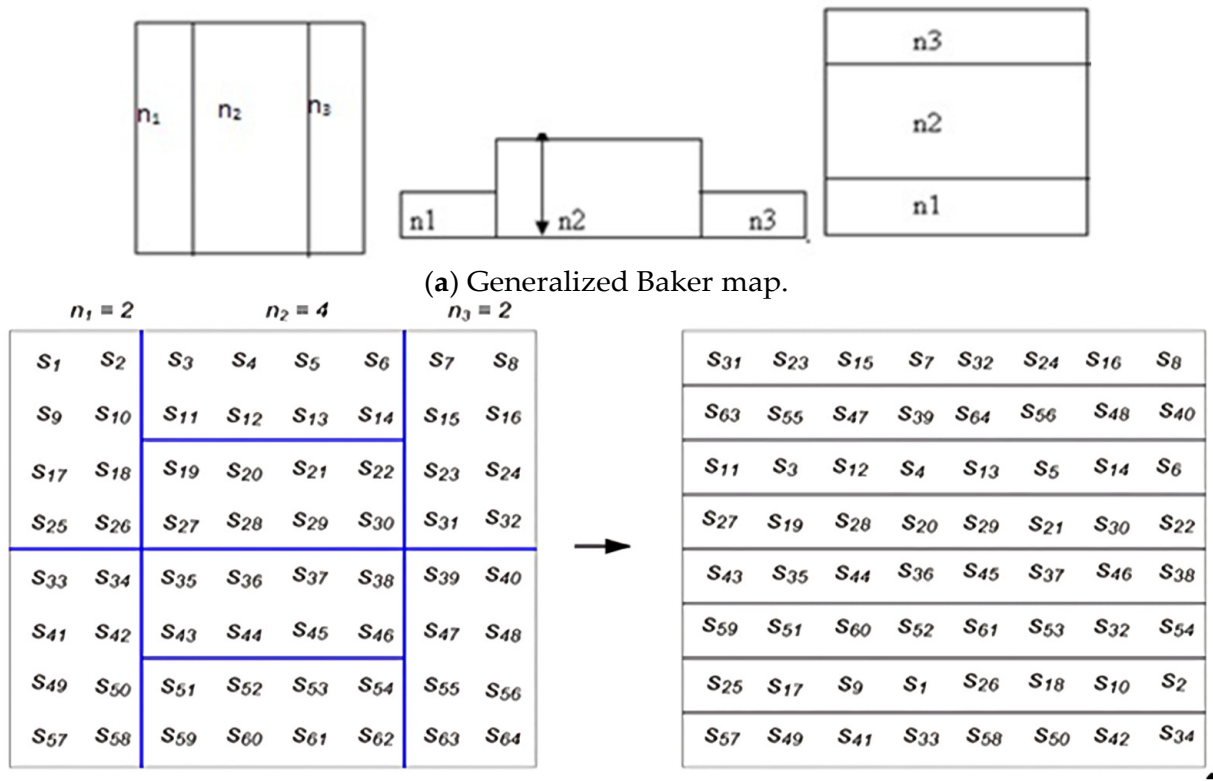 n₁ n₂ n₃
n1 n2 n3
n3
n2
n1
(a) Generalized Baker map.
n₁ = 2 n₂ = 4 n₃ = 2
S₁ S₂ S₃ S₄ S₅ S₆ S₇ S₈
S₉ S₁₀ S₁₁ S₁₂ S₁₃ S₁₄ S₁₅ S₁₆
S₁₇ S₁₈ S₁₉ S₂₀ S₂₁ S₂₂ S₂₃ S₂₄
S₂₅ S₂₆ S₂₇ S₂₈ S₂₉ S₃₀ S₃₁ S₃₂
S₃₃ S₃₄ S₃₅ S₃₆ S₃₇ S₃₈ S₃₉ S₄₀
S₄₁ S₄₂ S₄₃ S₄₄ S₄₅ S₄₆ S₄₇ S₄₈
S₄₉ S₅₀ S₅₁ S₅₂ S₅₃ S₅₄ S₅₅ S₅₆
S₅₇ S₅₈ S₅₉ S₆₀ S₆₁ S₆₂ S₆₃ S₆₄
S₃₁ S₂₃ S₁₅ S₇ S₃₂ S₂₄ S₁₆ S₈
S₆₃ S₅₅ S₄₇ S₃₉ S₆₄ S₅₆ S₄₈ S₄₀
S₁₁ S₃ S₁₂ S₄ S₁₃ S₅ S₁₄ S₆
S₂₇ S₁₉ S₂₈ S₂₀ S₂₉ S₂₁ S₃₀ S₂₂
S₄₃ S₃₅ S₄₄ S₃₆ S₄₅ S₃₇ S₄₆ S₃₈
S₅₉ S₅₁ S₆₀ S₅₂ S₆₁ S₅₃ S₃₂ S₅₄
S₂₅ S₁₇ S₉ S₁ S₂₆ S₁₈ S₁₀ S₂
S₅₇ S₄₉ S₄₁ S₃₃ S₅₈ S₅₀ S₄₂ S₃₄